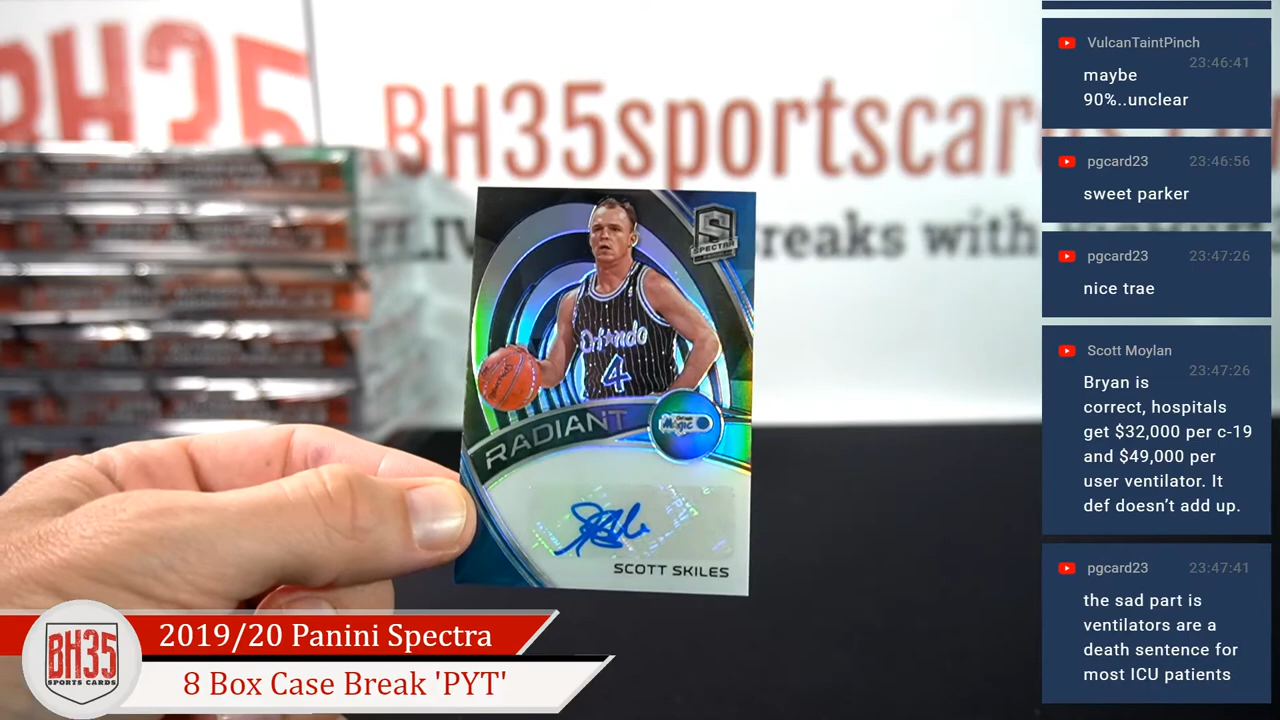 BH35
BH35sportscar
reaks with
SPECTRA
Orlando
4
RADIANT
Magic
SCOTT SKILES
2019/20 Panini Spectra
8 Box Case Break 'PYT'
BH35
SPORTS CARDS
VulcanTaintPinch
23:46:41
maybe
90%..unclear
pgcard23 23:46:56
sweet parker
pgcard23 23:47:26
nice trae
Scott Moylan
23:47:26
Bryan is
correct, hospitals
get $32,000 per c-19
and $49,000 per
user ventilator. It
def doesn't add up.
pgcard23 23:47:41
the sad part is
ventilators are a
death sentence for
most ICU patients